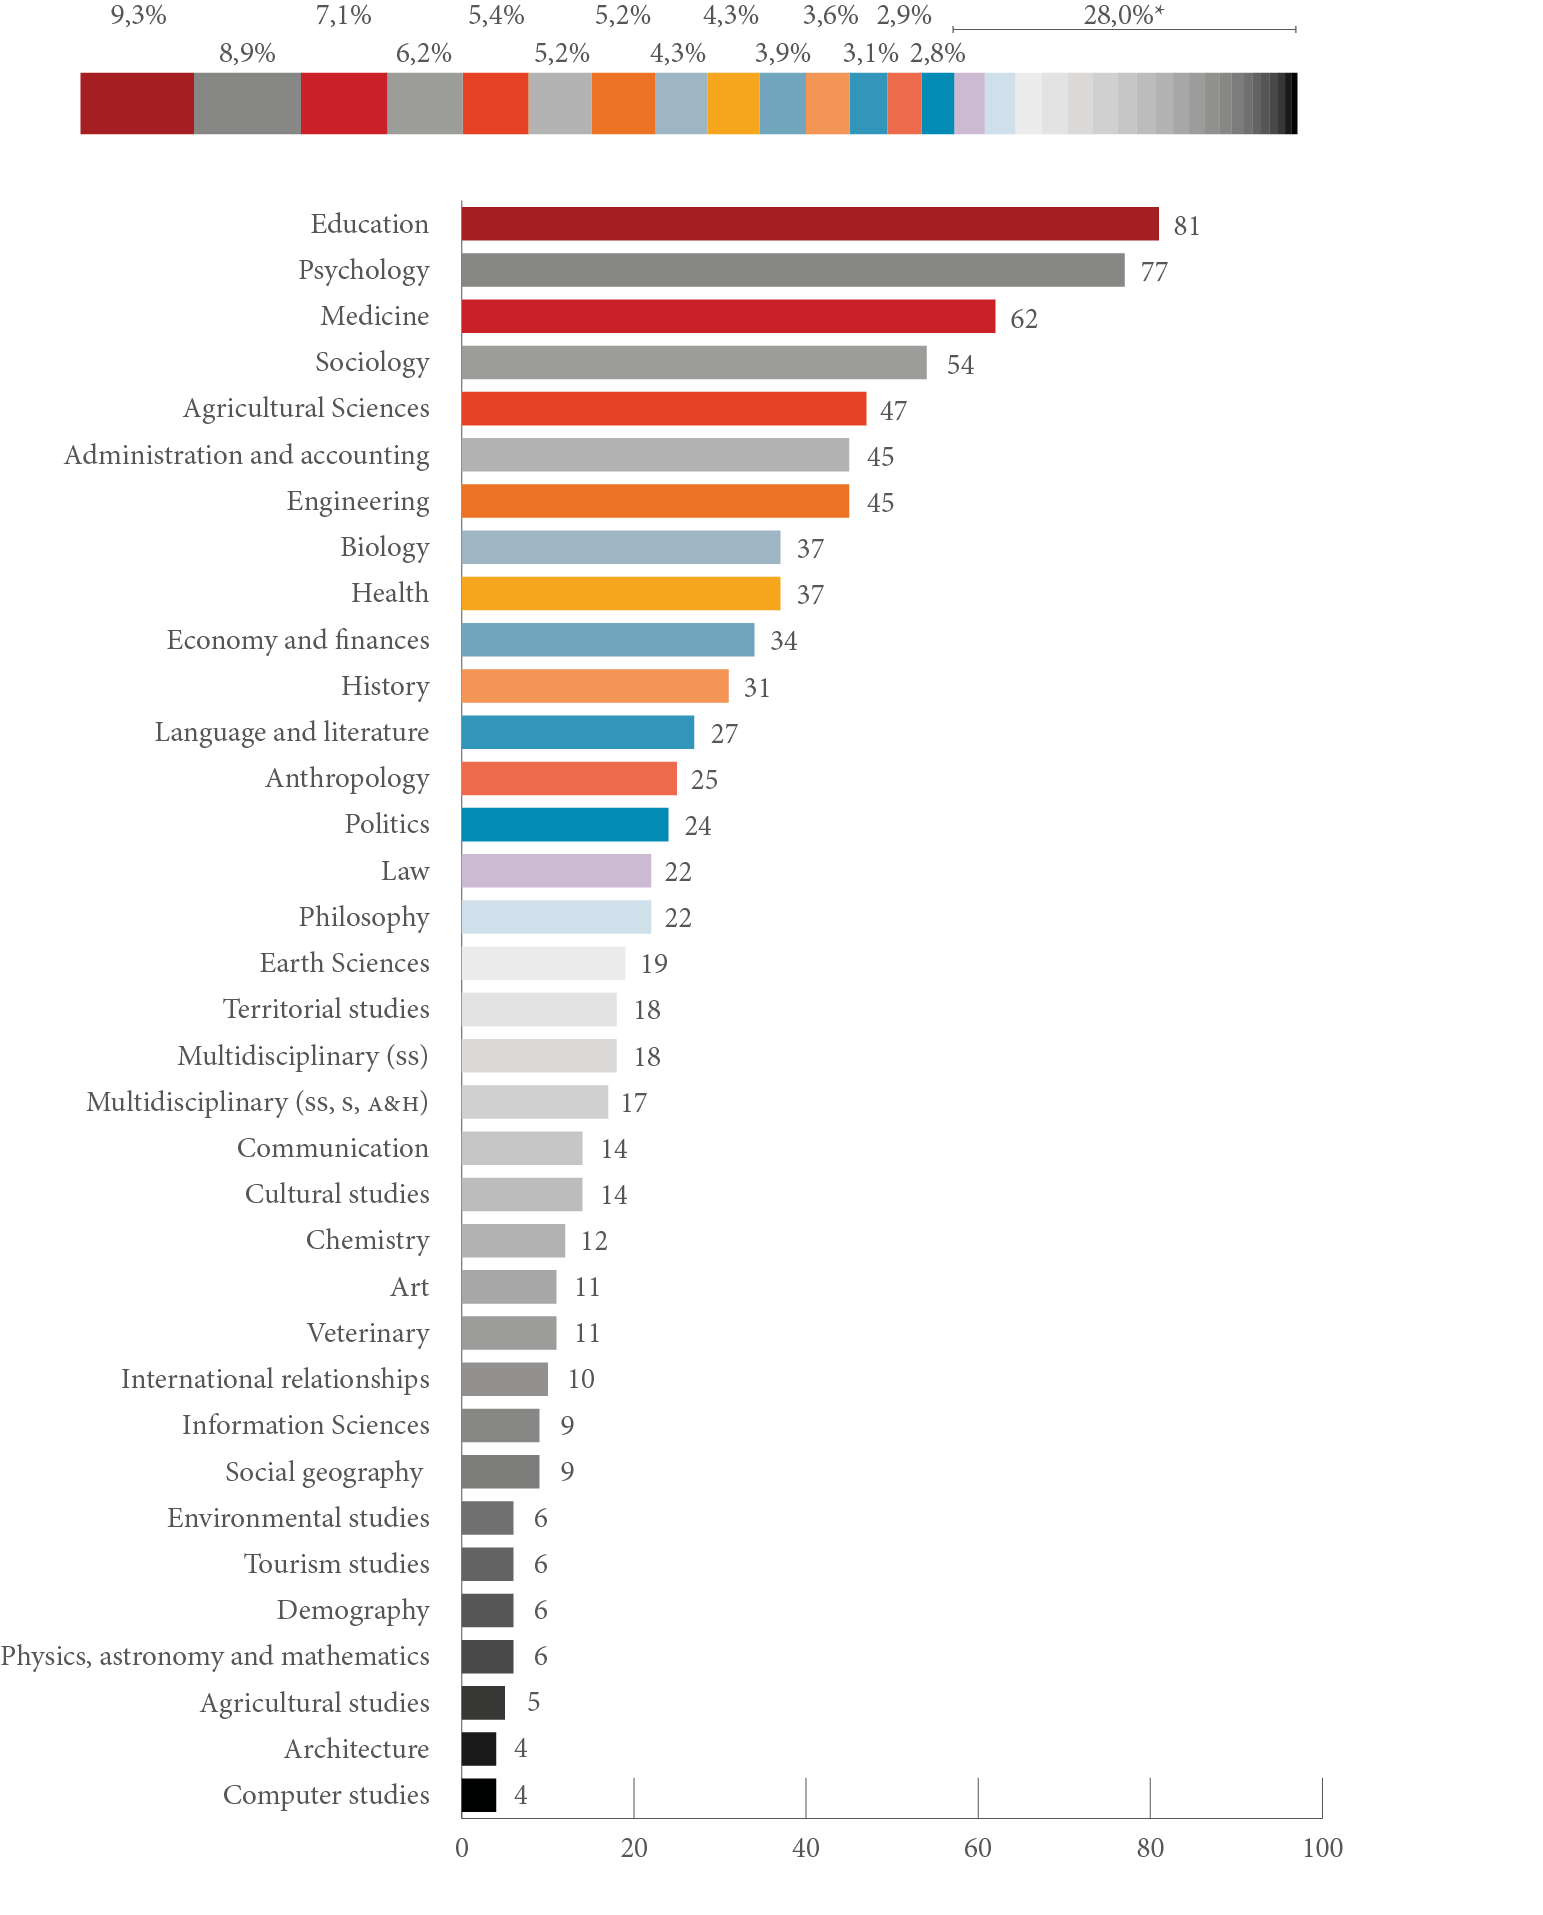 9,3% 7,1% 5,4% 5,2% 4,3% 3,6% 2,9% 28,0%*
8,9% 6,2% 5,2% 4,3% 3,9% 3,1% 2,8%
Education 81
Psychology 77
Medicine 62
Sociology 54
Agricultural Sciences 47
Administration and accounting 45
Engineering 45
Biology 37
Health 37
Economy and finances 34
History 31
Language and literature 27
Anthropology 25
Politics 24
Law 22
Philosophy 22
Earth Sciences 19
Territorial studies 18
Multidisciplinary (ss) 18
Multidisciplinary (ss, s, A&H) 17
Communication 14
Cultural studies 14
Chemistry 12
Art 11
Veterinary 11
International relationships 10
Information Sciences 9
Social geography 9
Environmental studies 6
Tourism studies 6
Demography 6
Physics, astronomy and mathematics 6
Agricultural studies 5
Architecture 4
Computer studies 4
0 20 40 60 80 100